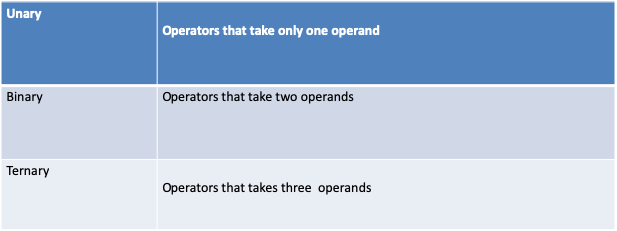 Unary
Operators that take only one operand
Binary
Operators that take two operands
Ternary
Operators that takes three  operands